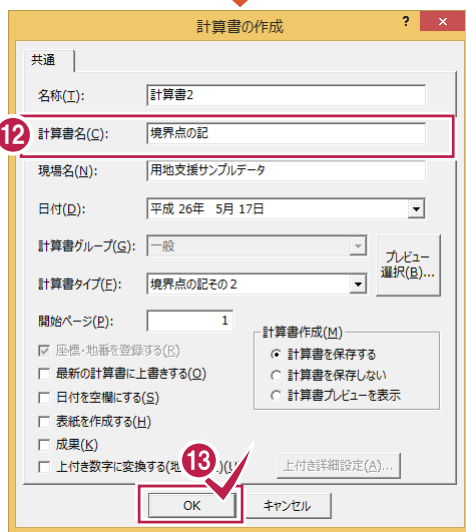 計算書の作成 ? ×
共通
名称(T): 計算書2
12 計算書名(C): 境界点の記
現場名(N): 用地支援サンプルデータ
日付(D): 平成 26年 5月 17日
計算書グループ(G): 一般
プレビュー
選択(B)...
計算書タイプ(F): 境界点の記その2
開始ページ(P): 1
計算書作成(M)
座標・地番を登録する(R)
計算書を保存する
最新の計算書に上書きする(O)
計算書を保存しない
日付を空欄にする(S)
計算書プレビューを表示
表紙を作成する(H)
成果(K)
上付き数字に変換する(地
)(U
13
上付き詳細設定(A)...
OK キャンセル